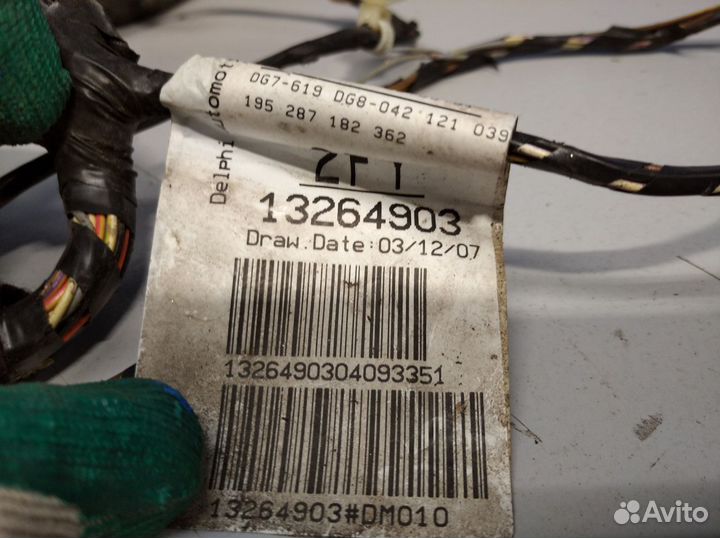 DG7-619 DG8-042 121 039
195 287 182 362
13264903
Draw.Date:03/12/07
1326490304093351
13264903#DM010
Delphi Automot
Avito